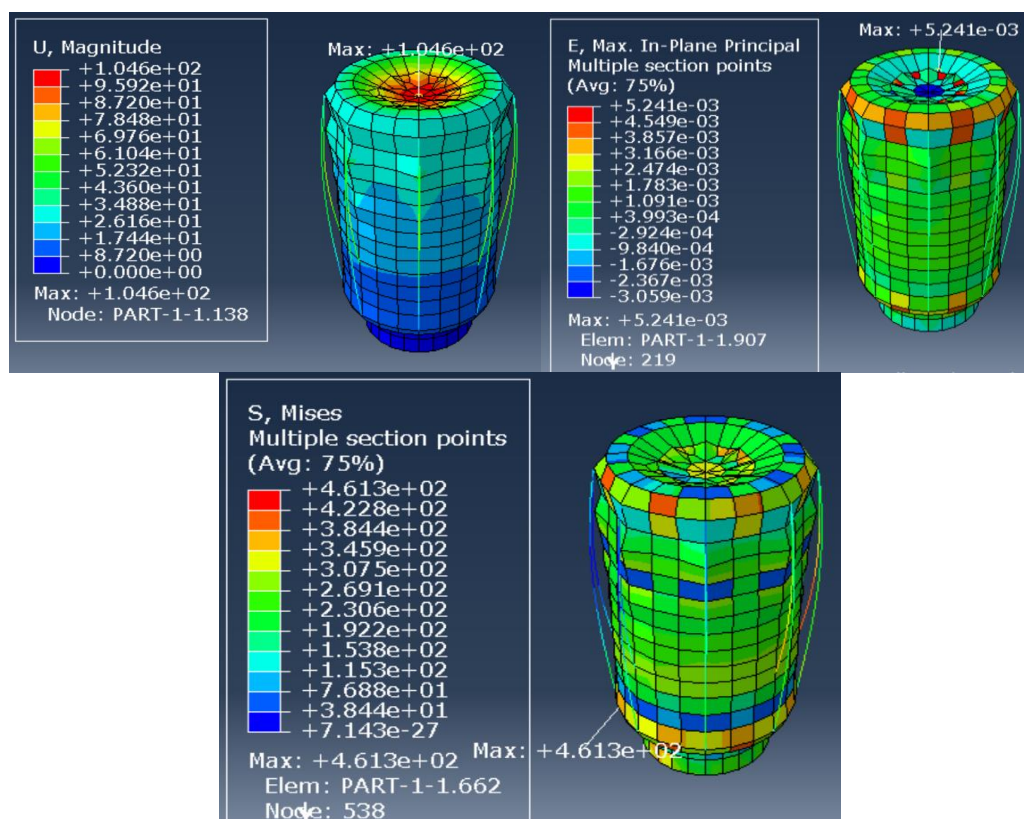 U, Magnitude
+1.046e+02
+9.592e+01
+8.720e+01
+7.848e+01
+6.976e+01
+6.104e+01
+5.232e+01
+4.360e+01
+3.488e+01
+2.616e+01
+1.744e+01
+8.720e+00
+0.000e+00
Max: +1.046e+02
Node: PART-1-1.138
Max: +1.046e+02
E, Max. In-Plane Principal
Multiple section points
(Avg: 75%)
+5.241e-03
+4.549e-03
+3.857e-03
+3.166e-03
+2.474e-03
+1.783e-03
+1.091e-03
+3.993e-04
-2.924e-04
-9.840e-04
-1.676e-03
-2.367e-03
-3.059e-03
Max: +5.241e-03
Elem: PART-1-1.907
Node: 219
Max: +5.241e-03
S, Mises
Multiple section points
(Avg: 75%)
+4.613e+02
+4.228e+02
+3.844e+02
+3.459e+02
+3.075e+02
+2.691e+02
+2.306e+02
+1.922e+02
+1.538e+02
+1.153e+02
+7.688e+01
+3.844e+01
+7.143e-27
Max: +4.613e+02
Elem: PART-1-1.662
Node: 538
Max: +4.613e+02